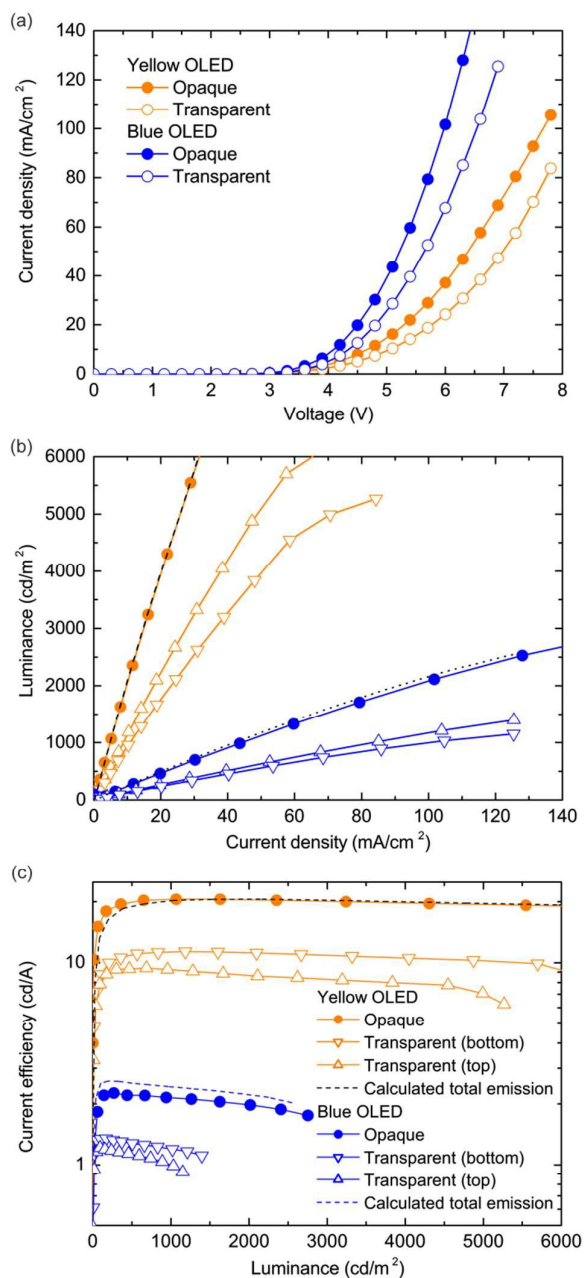 (a)
140
120
100
80
60
40
20
0
Current density (mA/cm²)
Yellow OLED
Opaque
Transparent
Blue OLED
Opaque
Transparent
0 1 2 3 4 5 6 7 8
Voltage (V)
(b)
6000
5000
4000
3000
2000
1000
0
Luminance (cd/m²)
0 20 40 60 80 100 120 140
Current density (mA/cm²)
(c)
10
1
Current efficiency (cd/A)
Yellow OLED
Opaque
Transparent (bottom)
Transparent (top)
Calculated total emission
Blue OLED
Opaque
Transparent (bottom)
Transparent (top)
Calculated total emission
0 1000 2000 3000 4000 5000 6000
Luminance (cd/m²)